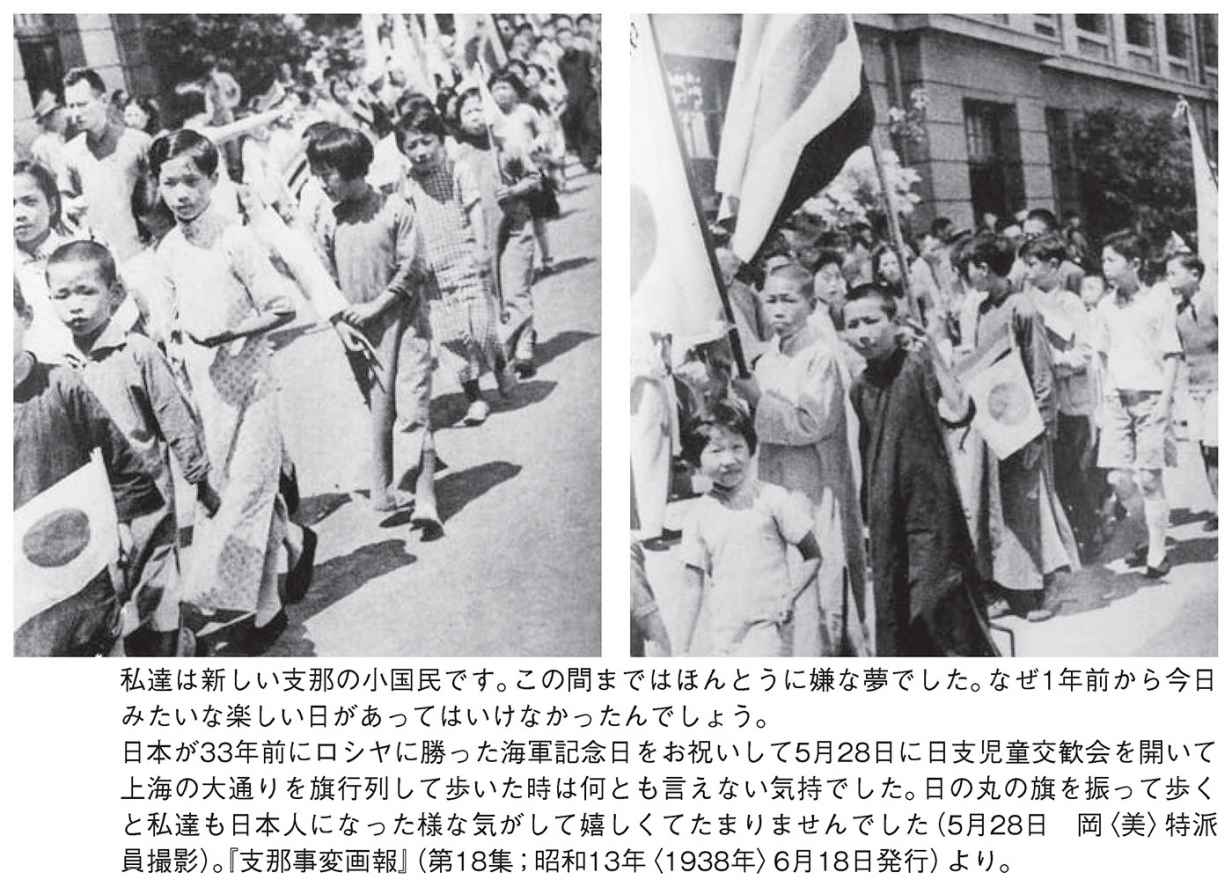 私達は新しい支那の小国民です。この間まではほんとうに嫌な夢でした。なぜ1年前から今日
みたいな楽しい日があってはいけなかったんでしょう。
日本が33年前にロシヤに勝った海軍記念日をお祝いして5月28日に日支児童交歓会を開いて
上海の大通りを旗行列して歩いた時は何とも言えない気持でした。日の丸の旗を振って歩く
と私達も日本人になった様な気がして嬉しくてたまりませんでした（5月28日　岡〈美〉特派
員撮影）。『支那事変画報』（第18集；昭和13年〈1938年〉6月18日発行）より。